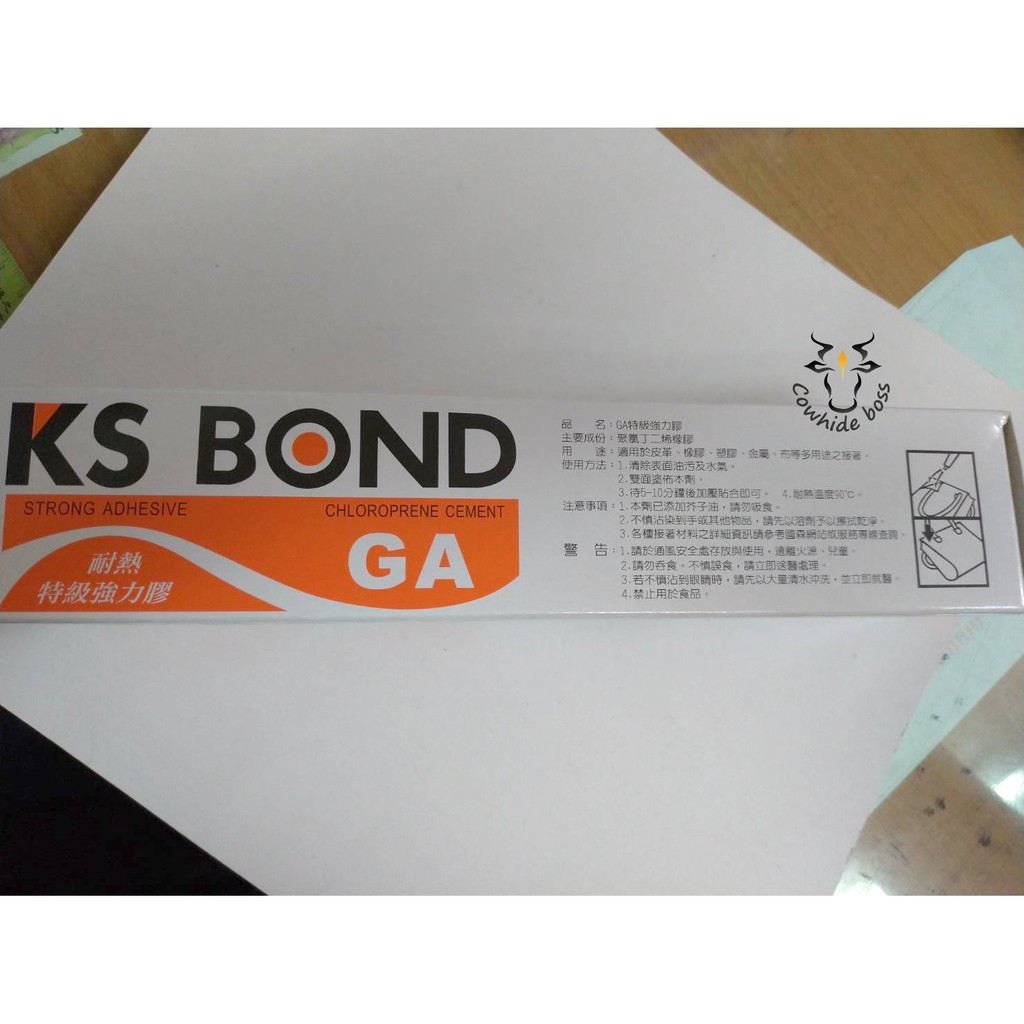 KS BOND
STRONG ADHESIVE
CHLOROPRENE CEMENT
耐熱
特級強力膠
GA
Cowhide boss
品 名：GA特級強力膠
主要成份：聚氯丁二烯橡膠
用 途：適用於皮革、橡膠、塑膠、金屬、布等多用途之接著。
使用方法：1.清除表面油污及水氣。
2.雙面塗佈本劑。
3.待5-10分鐘後加壓貼合即可。 4.耐熱溫度90℃。
注意事項：1.本劑已添加芥子油，請勿吸食。
2.不慎沾染到手或其他物品，請先以溶劑予以擦拭乾淨。
3.各種接著材料之詳細資訊請參考國森網站或服務專線查詢。
警 告：1.請於通風安全處存放與使用，遠離火源、兒童。
2.請勿吞食。不慎誤食，請立即送醫處理。
3.若不慎沾到眼睛時，請先以大量清水沖洗，並立即就醫。
4.禁止用於食品。